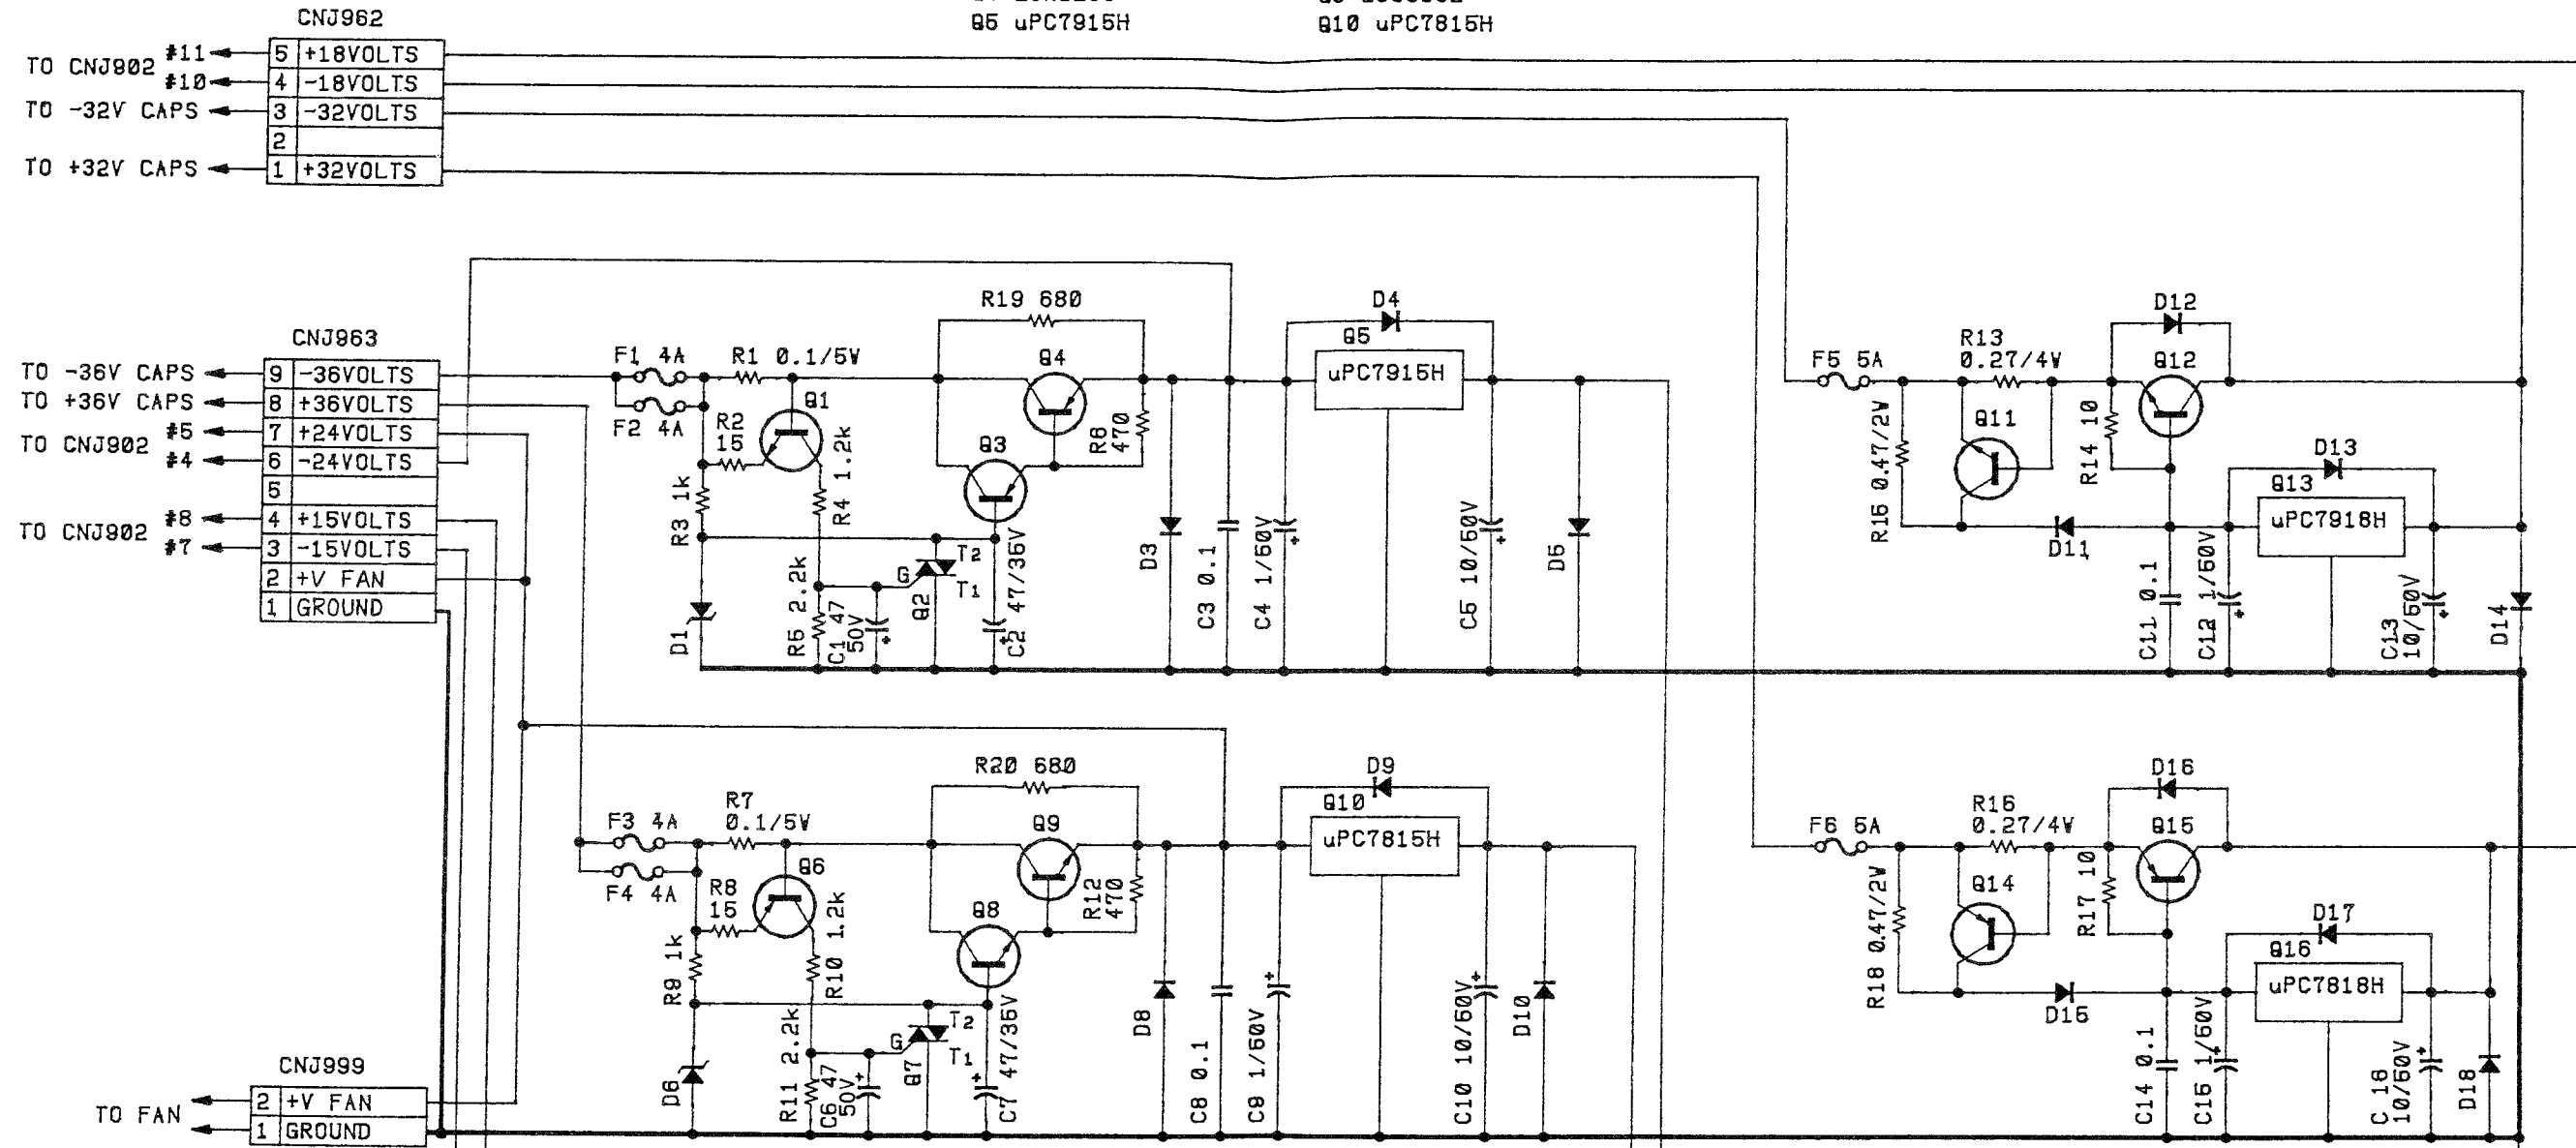 Q5 uPC7915H
Q10 uPC7815H
CNJ962
TO CNJ902 #11
#10
TO -32V CAPS
TO +32V CAPS
5 +18VOLTS
4 -18VOLTS
3 -32VOLTS
2
1 +32VOLTS
CNJ963
TO -36V CAPS
TO +36V CAPS
TO CNJ902 #5
#4
TO CNJ902 #8
#7
9 -36VOLTS
8 +36VOLTS
7 +24VOLTS
6 -24VOLTS
5
4 +15VOLTS
3 -15VOLTS
2 +V FAN
1 GROUND
F1 4A
F2 4A
R1 0.1/5W
R2
15
Q1
R3 1k
R4 1.2k
D1
R5 2.2k
C1 47
50V
G
T2
T1
Q2
C2 47/35V
Q3
R19 680
Q4
R6
470
D3
C3 0.1
C4 1/50V
D4
Q5
uPC7915H
C5 10/50V
D5
F5 5A
R13
0.27/4W
R15 0.47/2W
Q11
R14 10
D12
Q12
D11
D13
Q13
uPC7918H
C11 0.1
C12 1/50V
C13
10/50V
D14
F3 4A
F4 4A
R7
0.1/5W
R8
15
Q6
R9 1k
R10 1.2k
D6
R11 2.2k
C6 47
50V
G
T2
T1
Q7
C7 47/35V
Q8
R20 680
Q9
R12
470
D8
C8 0.1
C9 1/50V
D9
Q10
uPC7815H
C10 10/50V
D10
F6 5A
R16
0.27/4W
R18 0.47/2W
Q14
R17 10
D16
Q15
D15
D17
Q16
uPC7818H
C14 0.1
C15 1/50V
C16
10/50V
D18
CNJ999
TO FAN
2 +V FAN
1 GROUND